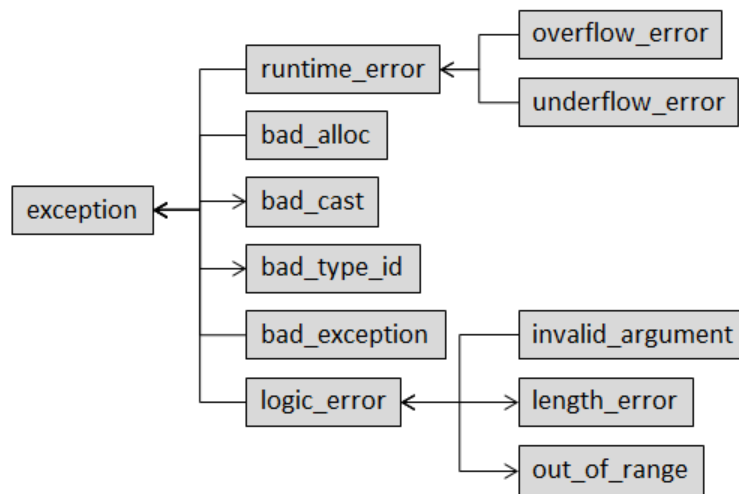 overflow_error
runtime_error
underflow_error
bad_alloc
exception
bad_cast
bad_type_id
bad_exception
invalid_argument
logic_error
length_error
out_of_range